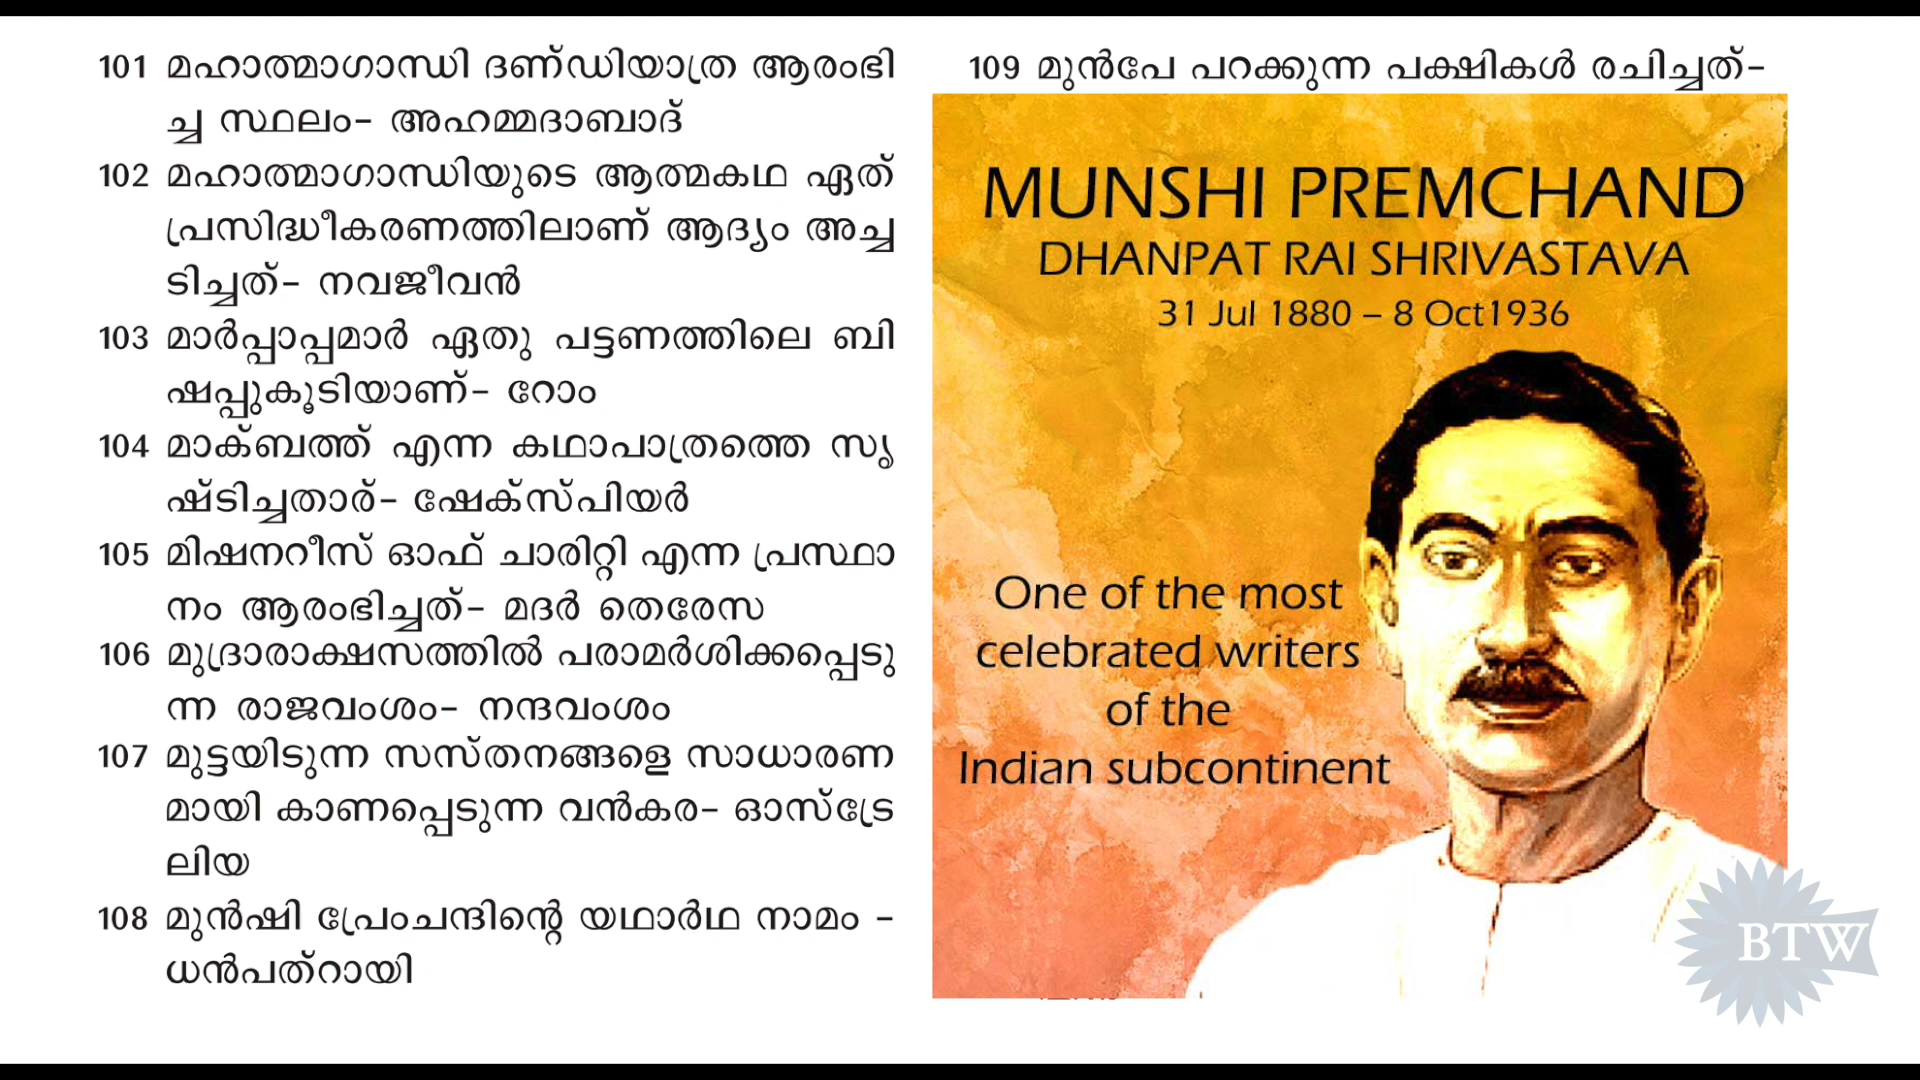 101 മഹാത്മാഗാന്ധി ദണ്ഡിയാത്ര ആരംഭി
ച്ച സ്ഥലം- അഹമ്മദാബാദ്
102 മഹാത്മാഗാന്ധിയുടെ ആത്മകഥ ഏത്
പ്രസിദ്ധീകരണത്തിലാണ് ആദ്യം അച്ച
ടിച്ചത്- നവജീവൻ
103 മാർപ്പാപ്പമാർ ഏതു പട്ടണത്തിലെ ബി
ഷപ്പുകൂടിയാണ്- റോം
104 മാക്ബത്ത് എന്ന കഥാപാത്രത്തെ സൃ
ഷ്ടിച്ചതാര്- ഷേക്സ്പിയർ
105 മിഷനറീസ് ഓഫ് ചാരിറ്റി എന്ന പ്രസ്ഥാ
നം ആരംഭിച്ചത്- മദർ തെരേസ
106 മുദ്രാരാക്ഷസത്തിൽ പരാമർശിക്കപ്പെടു
ന്ന രാജവംശം- നന്ദവംശം
107 മുട്ടയിടുന്ന സസ്തനങ്ങളെ സാധാരണ
മായി കാണപ്പെടുന്ന വൻകര- ഓസ്ട്രേ
ലിയ
108 മുൻഷി പ്രേംചന്ദിന്റെ യഥാർഥ നാമം -
ധൻപത്റായി
109 മുൻപേ പറക്കുന്ന പക്ഷികൾ രചിച്ചത്-
MUNSHI PREMCHAND
DHANPAT RAI SHRIVASTAVA
31 Jul 1880 – 8 Oct1936
One of the most
celebrated writers
of the
Indian subcontinent
BTW